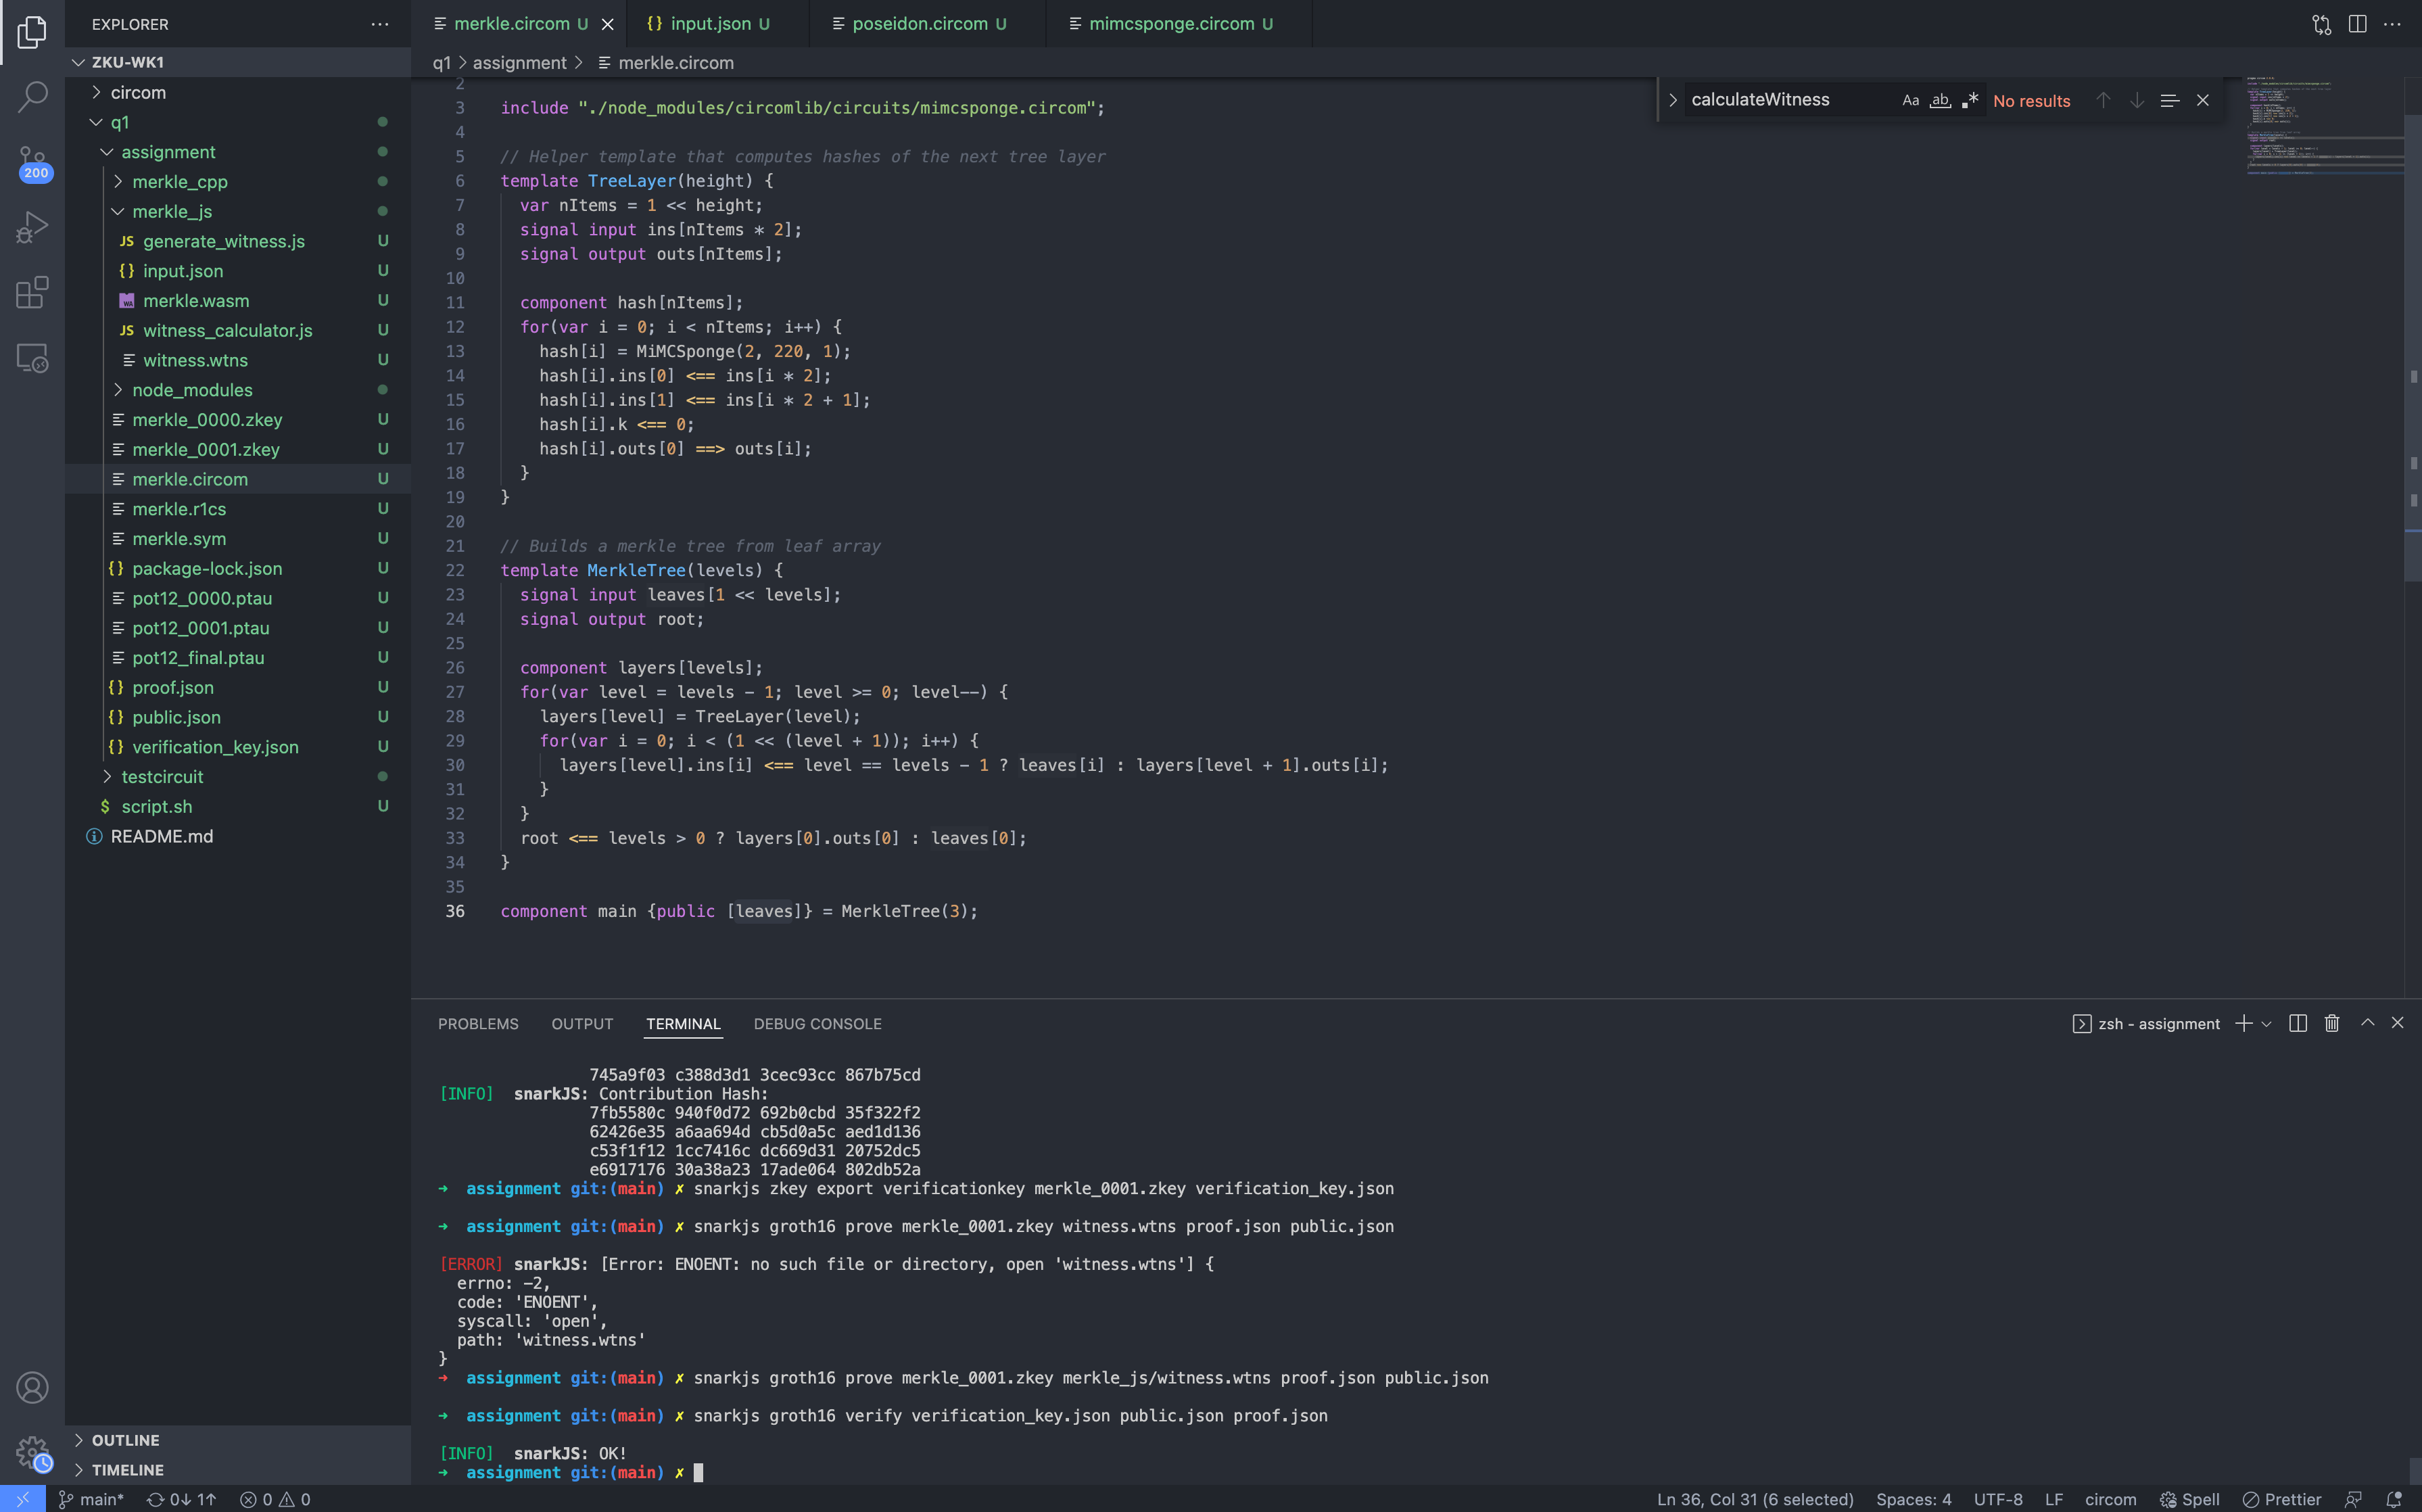 EXPLORER
ZKU-WK1
circom
q1
assignment
merkle_cpp
merkle_js
JS generate_witness.js U
{} input.json U
merkle.wasm U
JS witness_calculator.js U
witness.wtns U
node_modules
merkle_0000.zkey U
merkle_0001.zkey U
merkle.circom U
merkle.r1cs U
merkle.sym U
{} package-lock.json U
pot12_0000.ptau U
pot12_0001.ptau U
pot12_final.ptau U
{} proof.json U
{} public.json U
{} verification_key.json U
testcircuit
$ script.sh U
README.md
OUTLINE
TIMELINE
200
merkle.circom U
{} input.json U
poseidon.circom U
mimcsponge.circom U
q1 > assignment > merkle.circom
calculateWitness Aa ab No results
2
3 include "./node_modules/circomlib/circuits/mimcsponge.circom";
4
5 // Helper template that computes hashes of the next tree layer
6 template TreeLayer(height) {
7 var nItems = 1 << height;
8 signal input ins[nItems * 2];
9 signal output outs[nItems];
10
11 component hash[nItems];
12 for(var i = 0; i < nItems; i++) {
13 hash[i] = MiMCSponge(2, 220, 1);
14 hash[i].ins[0] <== ins[i * 2];
15 hash[i].ins[1] <== ins[i * 2 + 1];
16 hash[i].k <== 0;
17 hash[i].outs[0] ==> outs[i];
18 }
19 }
20
21 // Builds a merkle tree from leaf array
22 template MerkleTree(levels) {
23 signal input leaves[1 << levels];
24 signal output root;
25
26 component layers[levels];
27 for(var level = levels - 1; level >= 0; level--) {
28 layers[level] = TreeLayer(level);
29 for(var i = 0; i < (1 << (level + 1)); i++) {
30 layers[level].ins[i] <== level == levels - 1 ? leaves[i] : layers[level + 1].outs[i];
31 }
32 }
33 root <== levels > 0 ? layers[0].outs[0] : leaves[0];
34 }
35
36 component main {public [leaves]} = MerkleTree(3);
PROBLEMS OUTPUT TERMINAL DEBUG CONSOLE
zsh - assignment
745a9f03 c388d3d1 3cec93cc 867b75cd
[INFO] snarkJS: Contribution Hash:
7fb5580c 940f0d72 692b0cbd 35f322f2
62426e35 a6aa694d cb5d0a5c aed1d136
c53f1f12 1cc7416c dc669d31 20752dc5
e6917176 30a38a23 17ade064 802db52a
➜ assignment git:(main) ✗ snarkjs zkey export verificationkey merkle_0001.zkey verification_key.json
➜ assignment git:(main) ✗ snarkjs groth16 prove merkle_0001.zkey witness.wtns proof.json public.json
[ERROR] snarkJS: [Error: ENOENT: no such file or directory, open 'witness.wtns'] {
errno: -2,
code: 'ENOENT',
syscall: 'open',
path: 'witness.wtns'
}
➜ assignment git:(main) ✗ snarkjs groth16 prove merkle_0001.zkey merkle_js/witness.wtns proof.json public.json
➜ assignment git:(main) ✗ snarkjs groth16 verify verification_key.json public.json proof.json
[INFO] snarkJS: OK!
➜ assignment git:(main) ✗
main* 0↓ 1↑ 0 0
Ln 36, Col 31 (6 selected) Spaces: 4 UTF-8 LF circom Spell Prettier